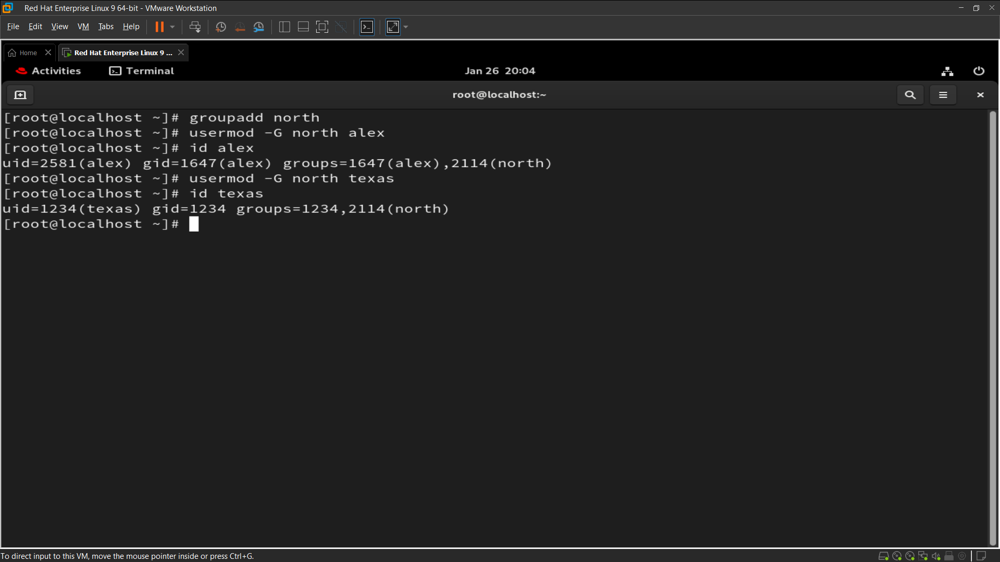 Red Hat Enterprise Linux 9 64-bit - VMware Workstation
File Edit View VM Tabs Help
Home Red Hat Enterprise Linux 9 ...
Activities Terminal Jan 26 20:04
root@localhost:~
[root@localhost ~]# groupadd north
[root@localhost ~]# usermod -G north alex
[root@localhost ~]# id alex
uid=2581(alex) gid=1647(alex) groups=1647(alex),2114(north)
[root@localhost ~]# usermod -G north texas
[root@localhost ~]# id texas
uid=1234(texas) gid=1234 groups=1234,2114(north)
[root@localhost ~]#
To direct input to this VM, move the mouse pointer inside or press Ctrl+G.